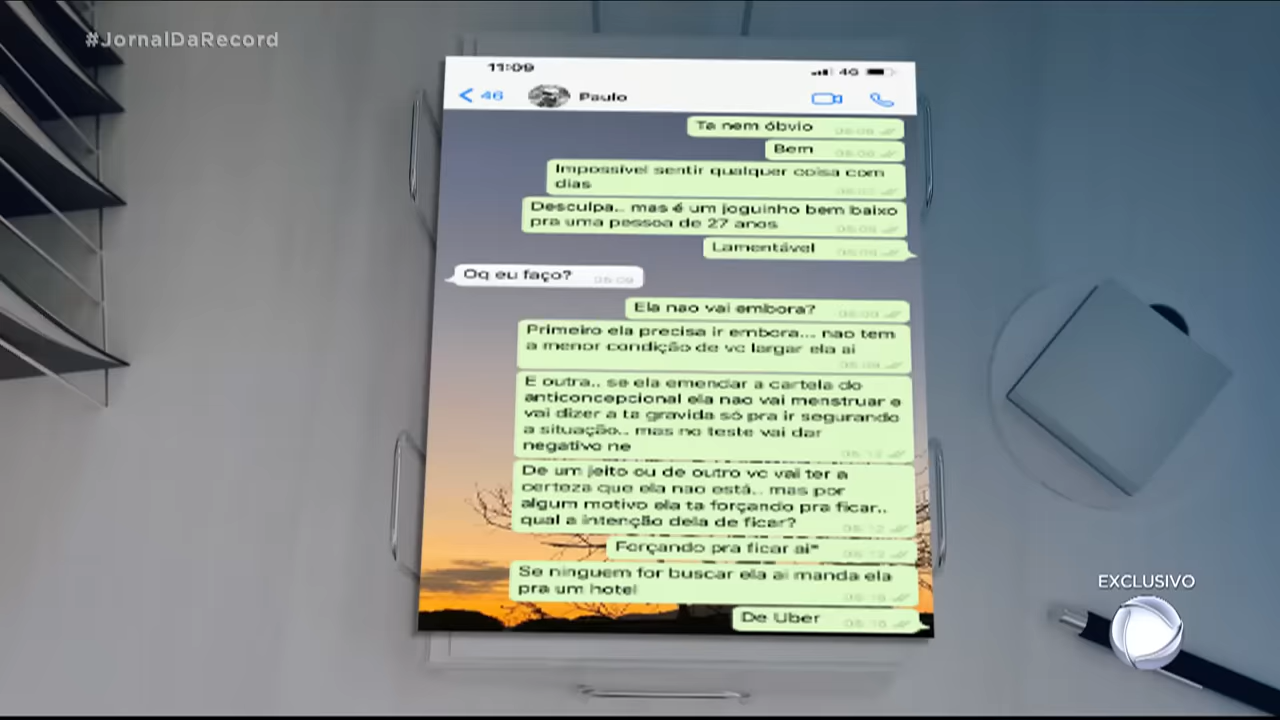 #JornalDaRecord
11:09
4G
46
Paulo
Ta nem óbvio
Bem
Impossível sentir qualquer coisa com
dias
Desculpa.. mas é um joguinho bem baixo
pra uma pessoa de 27 anos
Lamentável
Oq eu faço?
05:09
Ela nao vai embora?
Primeiro ela precisa ir embora... nao tem
a menor condição de vc largar ela ai
E outra.. se ela emendar a cartela do
anticoncepcional ela nao vai menstruar e
vai dizer a ta gravida só pra ir segurando
a situação.. mas no teste vai dar
negativo ne
De um jeito ou de outro vc vai ter a
certeza que ela nao está.. mas por
algum motivo ela ta forçando pra ficar..
qual a intenção dela de ficar?
Forçando pra ficar ai*
Se ninguem for buscar ela ai manda ela
pra um hotel
De Uber
EXCLUSIVO